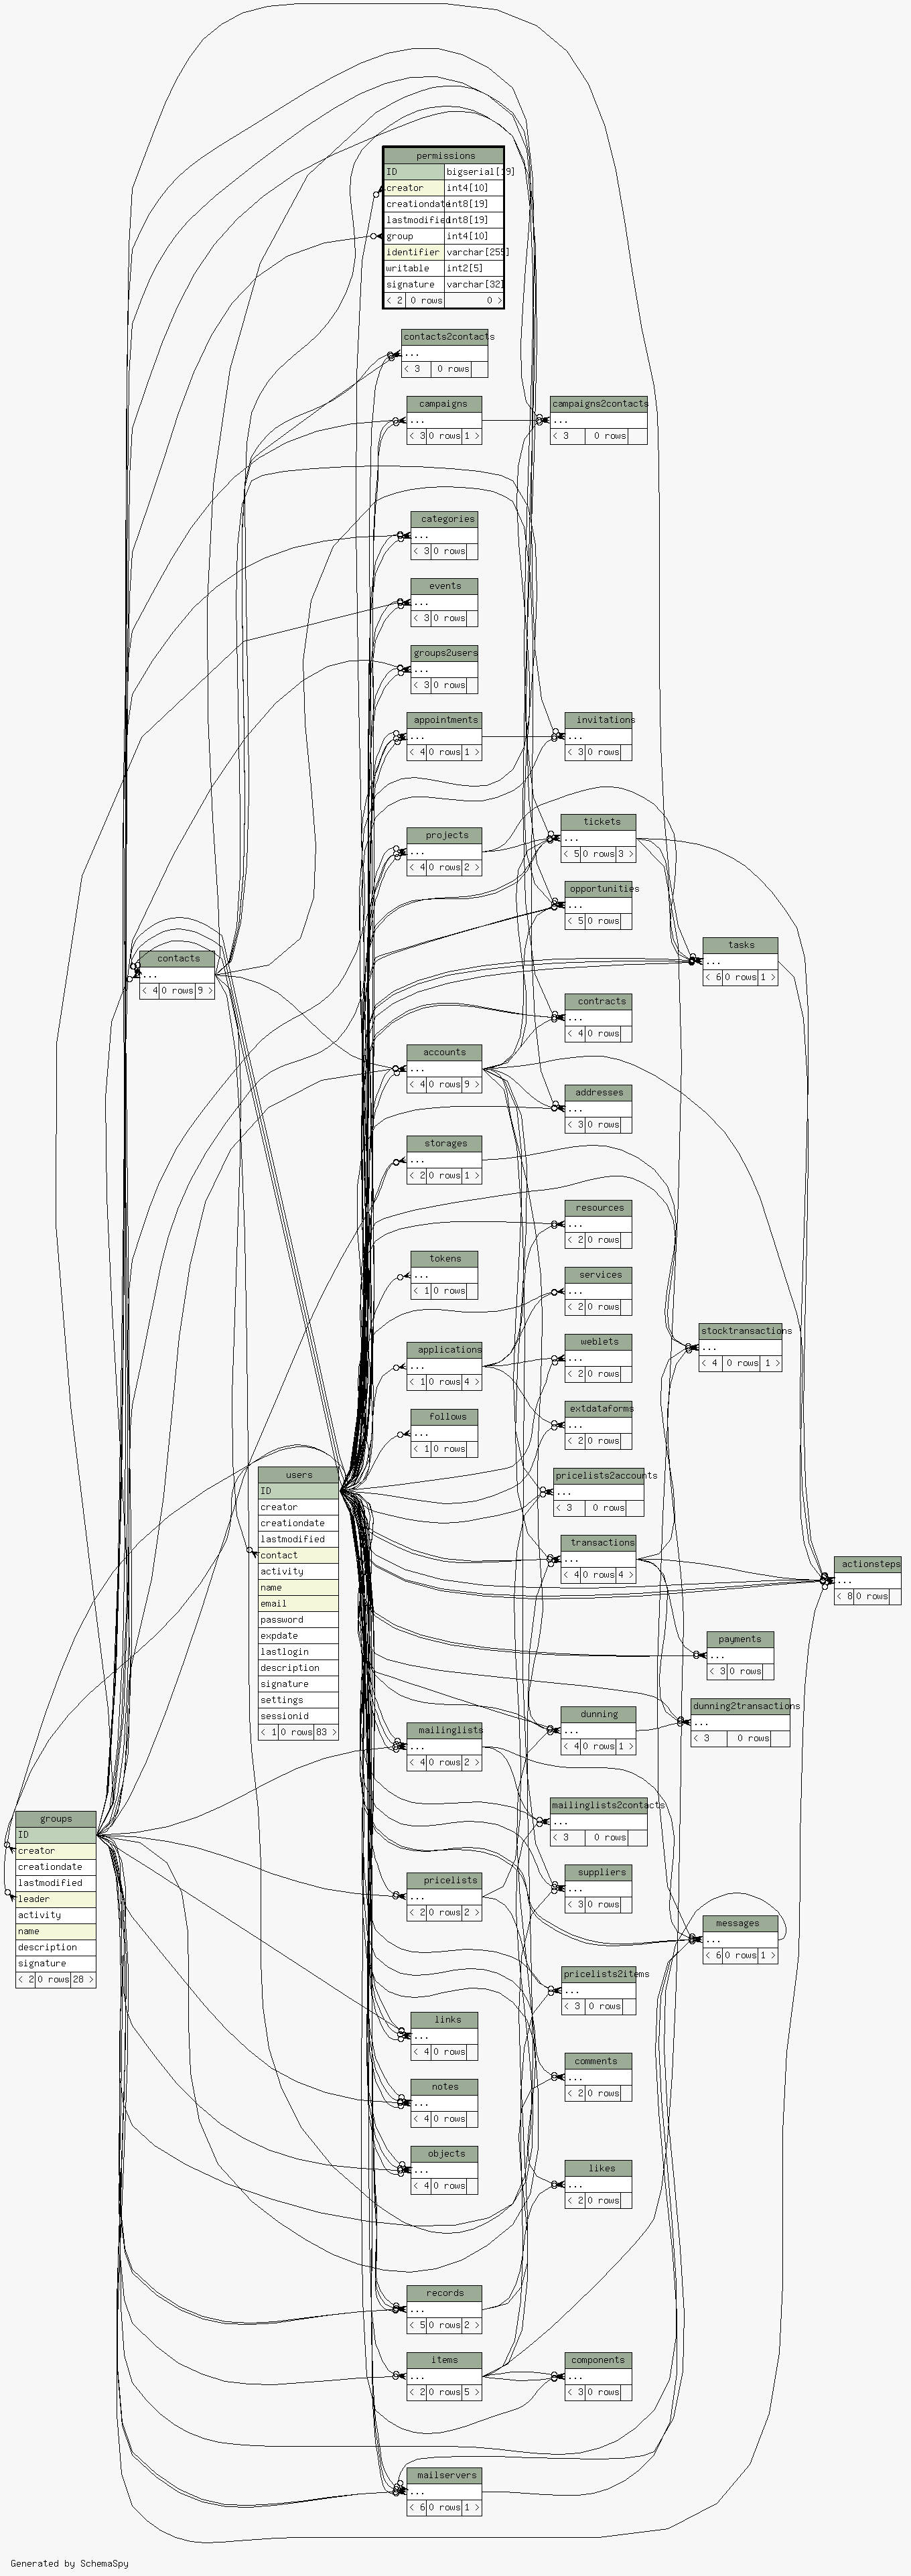 permissions
ID bigserial[19]
creator int4[10]
creationdate int8[19]
lastmodified int8[19]
group int4[10]
identifier varchar[255]
writable int2[5]
signature varchar[32]
< 2 0 rows 0 >
contacts2contacts
...
< 3 0 rows
campaigns
...
< 3 0 rows 1 >
campaigns2contacts
...
< 3 0 rows
categories
...
< 3 0 rows
events
...
< 3 0 rows
groups2users
...
< 3 0 rows
appointments
...
< 4 0 rows 1 >
invitations
...
< 3 0 rows
projects
...
< 4 0 rows 2 >
tickets
...
< 5 0 rows 3 >
opportunities
...
< 5 0 rows
tasks
...
< 6 0 rows 1 >
contacts
...
< 4 0 rows 9 >
contracts
...
< 4 0 rows
accounts
...
< 4 0 rows 9 >
addresses
...
< 3 0 rows
storages
...
< 2 0 rows 1 >
resources
...
< 2 0 rows
tokens
...
< 1 0 rows
services
...
< 2 0 rows
stocktransactions
...
< 4 0 rows 1 >
applications
...
< 1 0 rows 4 >
weblets
...
< 2 0 rows
follows
...
< 1 0 rows
extdataforms
...
< 2 0 rows
pricelists2accounts
...
< 3 0 rows
users
ID
creator
creationdate
lastmodified
contact
activity
name
email
password
expdate
lastlogin
description
signature
settings
sessionid
< 1 0 rows 83 >
transactions
...
< 4 0 rows 4 >
actionsteps
...
< 8 0 rows
payments
...
< 3 0 rows
dunning2transactions
...
< 3 0 rows
dunning
...
< 4 0 rows 1 >
mailinglists
...
< 4 0 rows 2 >
mailinglists2contacts
...
< 3 0 rows
groups
ID
creator
creationdate
lastmodified
leader
activity
name
description
signature
< 2 0 rows 28 >
suppliers
...
< 3 0 rows
pricelists
...
< 2 0 rows 2 >
messages
...
< 6 0 rows 1 >
pricelists2items
...
< 3 0 rows
links
...
< 4 0 rows
comments
...
< 2 0 rows
notes
...
< 4 0 rows
objects
...
< 4 0 rows
likes
...
< 2 0 rows
records
...
< 5 0 rows 2 >
items
...
< 2 0 rows 5 >
components
...
< 3 0 rows
mailservers
...
< 6 0 rows 1 >
Generated by SchemaSpy